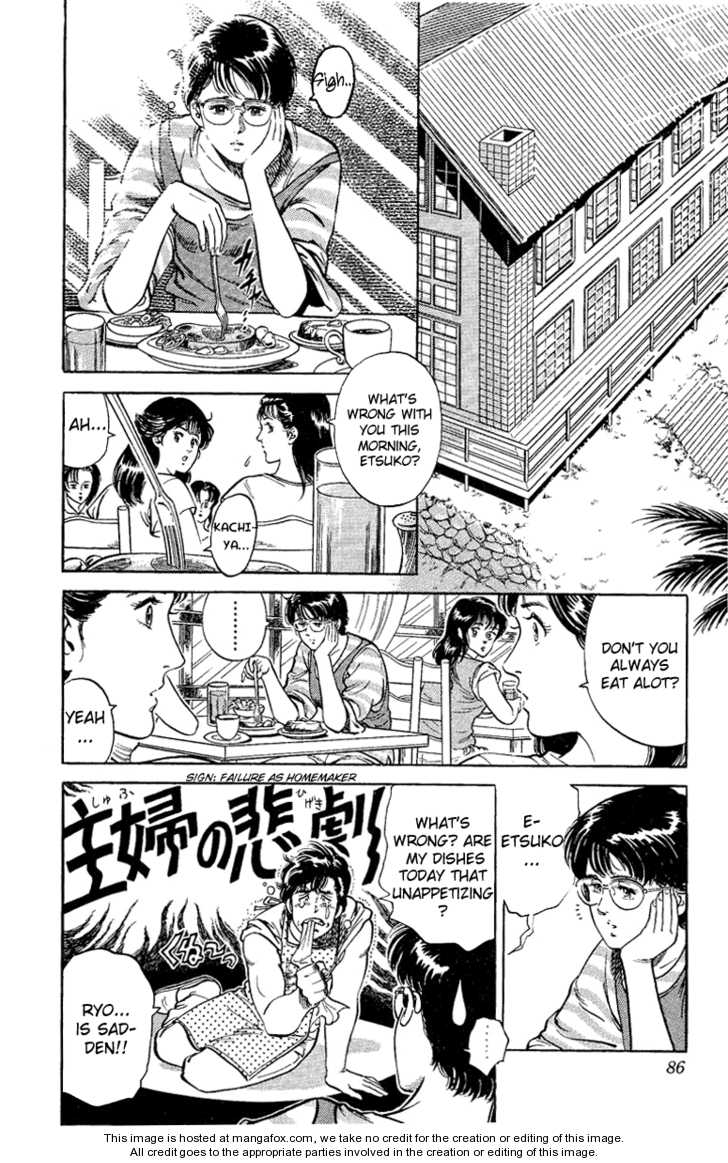 Sigh...
WHAT'S
WRONG WITH
YOU THIS
MORNING,
ETSUKO?
AH...
KACHI-
YA...
DON'T YOU
ALWAYS
EAT ALOT?
........
YEAH
...
E-
ETSUKO
...
WHAT'S
WRONG? ARE
MY DISHES
TODAY THAT
UNAPPETIZING
?
SIGN: FAILURE AS HOMEMAKER
しゅふ ひげき
主婦の悲劇
RYO...
IS SAD-
DEN!!
......
86
This image is hosted at mangafox.com, we take no credit for the creation or editing of this image.
All credit goes to the appropriate parties involved in the creation or editing of this image.